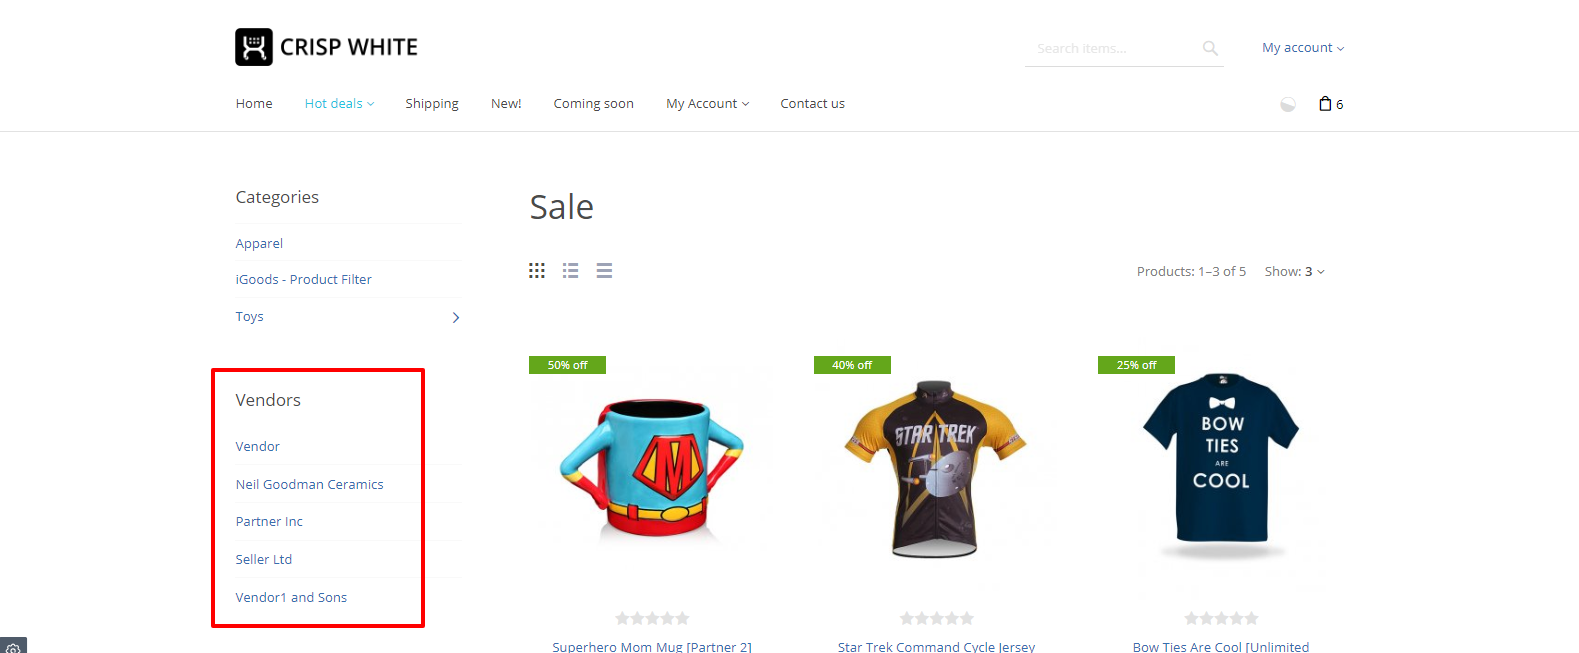 CRISP WHITE
Search items...
My account
Home Hot deals Shipping New! Coming soon My Account Contact us
6
Categories
Apparel
iGoods - Product Filter
Toys
Vendors
Vendor
Neil Goodman Ceramics
Partner Inc
Seller Ltd
Vendor1 and Sons
Sale
Products: 1–3 of 5 Show: 3
50% off
M
Superhero Mom Mug [Partner 2]
40% off
STAR TREK
Star Trek Command Cycle Jersey
25% off
BOW
TIES
ARE
COOL
Bow Ties Are Cool [Unlimited